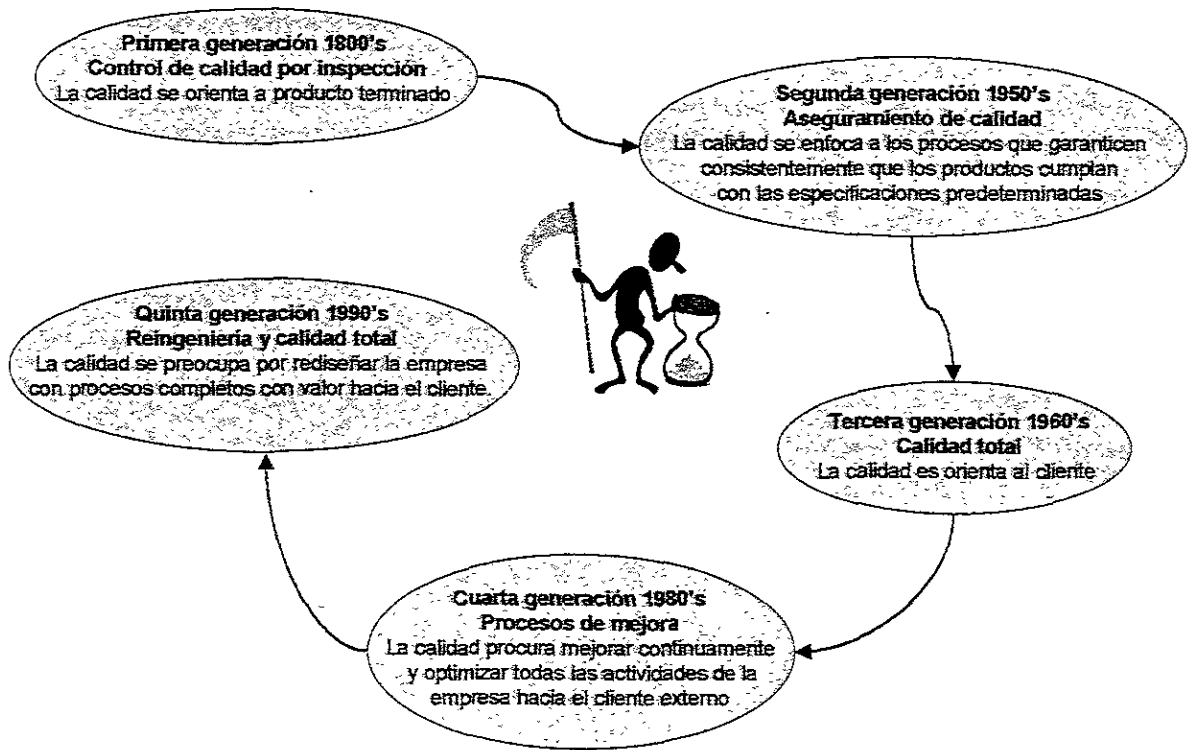 Primera generación 1800's
Control de calidad por inspección
La calidad se orienta a producto terminado
Segunda generación 1950's
Aseguramiento de calidad
La calidad se enfoca a los procesos que garanticen
consistentemente que los productos cumplan
con las especificaciones predeterminadas
Tercera generación 1960's
Calidad total
La calidad es orienta al cliente
Cuarta generación 1980's
Procesos de mejora
La calidad procura mejorar continuamente
y optimizar todas las actividades de la
empresa hacia el cliente externo
Quinta generación 1990's
Reingeniería y calidad total
La calidad se preocupa por rediseñar la empresa
con procesos completos con valor hacia el cliente.